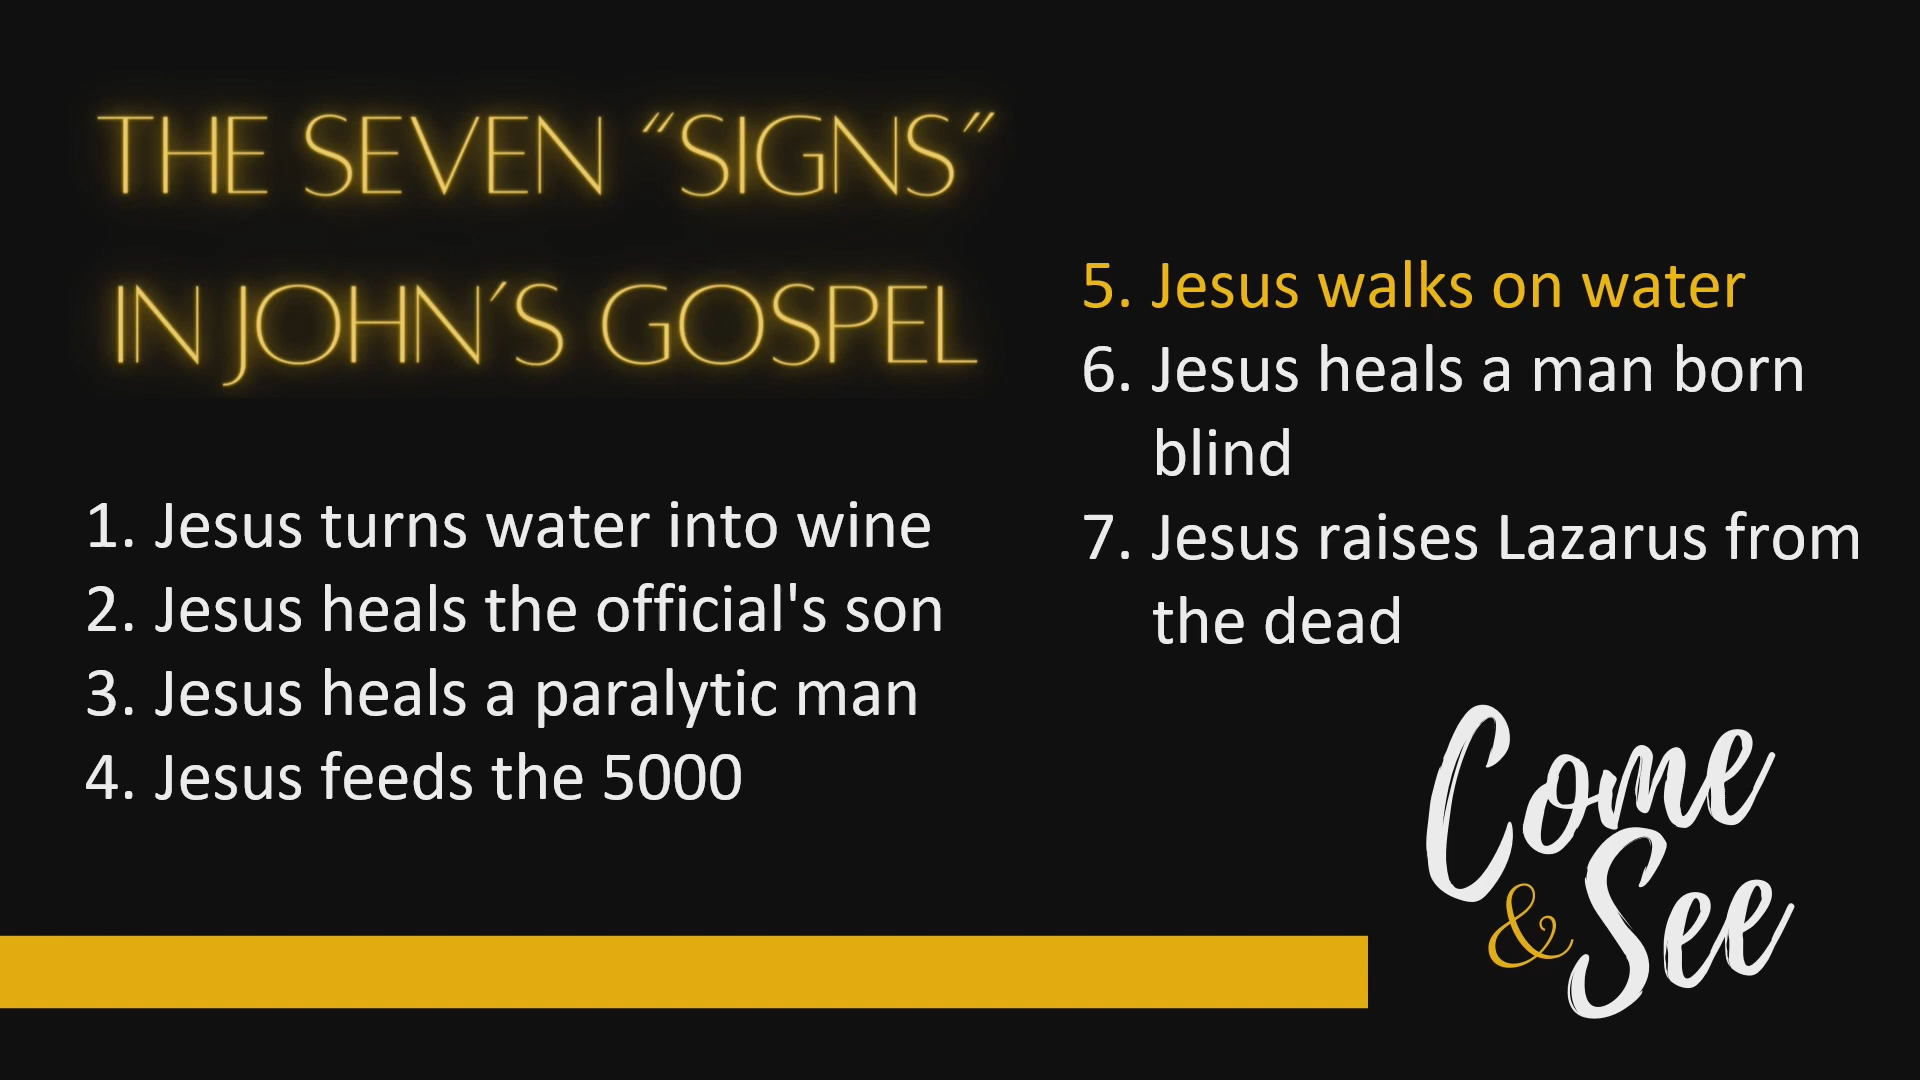 THE SEVEN “SIGNS”
IN JOHN’S GOSPEL
1. Jesus turns water into wine
2. Jesus heals the official's son
3. Jesus heals a paralytic man
4. Jesus feeds the 5000
5. Jesus walks on water
6. Jesus heals a man born
blind
7. Jesus raises Lazarus from
the dead
Come
& See